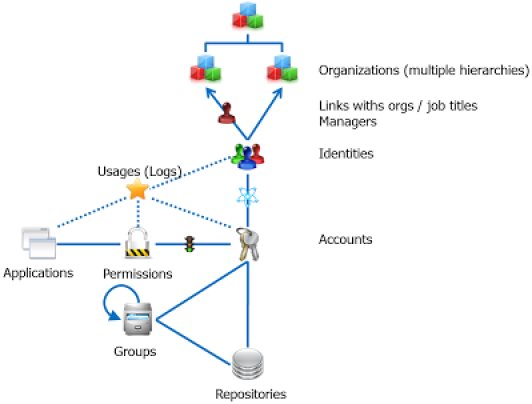 Organizations (multiple hierarchies)
Links withs orgs / job titles
Managers
Identities
Usages (Logs)
Accounts
Applications
Permissions
Groups
Repositories